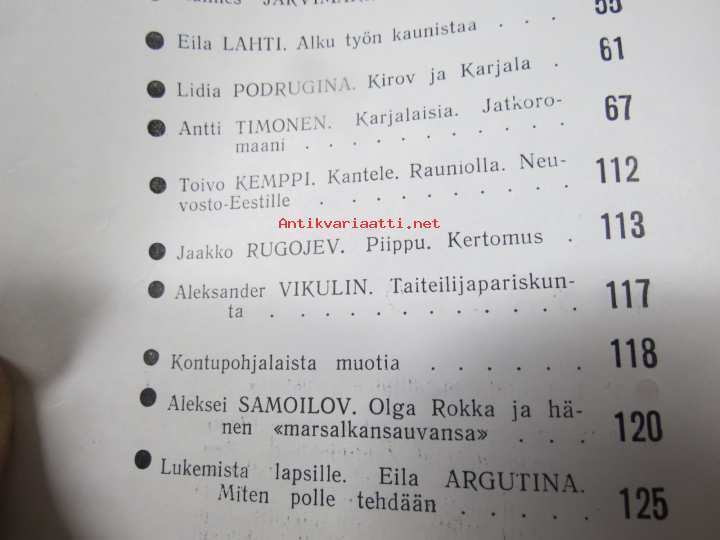 55
Eila LAHTI. Alku työn kaunistaa . . . 61
Lidia PODRUGINA. Kirov ja Karjala .
Antti TIMONEN. Karjalaisia. Jatkoro-
maani . . . . . . . . . . 67
Toivo KEMPPI. Kantele. Rauniolla. Neu-
vosto-Eestille . . . . . . . . 112
Antikvariaatti.net
Jaakko RUGOJEV. Piippu. Kertomus . 113
Aleksander VIKULIN. Taiteilijapariskun-
ta . . . . . . . . . . . 117
Kontupohjalaista muotia . . . . . . 118
Aleksei SAMOILOV. Olga Rokka ja hä-
nen «marsalkansauvansa» . . . 120
Lukemista lapsille. Eila ARGUTINA.
Miten polle tehdään . . . . . 125